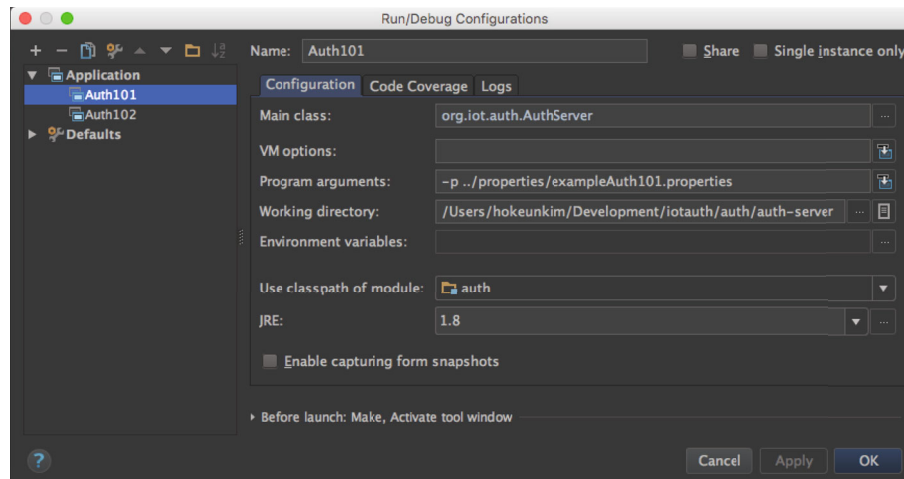 Run/Debug Configurations
Name: Auth101 Share Single instance only
Application
Auth101
Auth102
Defaults
Configuration Code Coverage Logs
Main class: org.iot.auth.AuthServer ...
VM options:
Program arguments: -p ../properties/exampleAuth101.properties
Working directory: /Users/hokeunkim/Development/iotauth/auth/auth-server ...
Environment variables: ...
Use classpath of module: auth
JRE: 1.8 ...
Enable capturing form snapshots
Before launch: Make, Activate tool window
? Cancel Apply OK